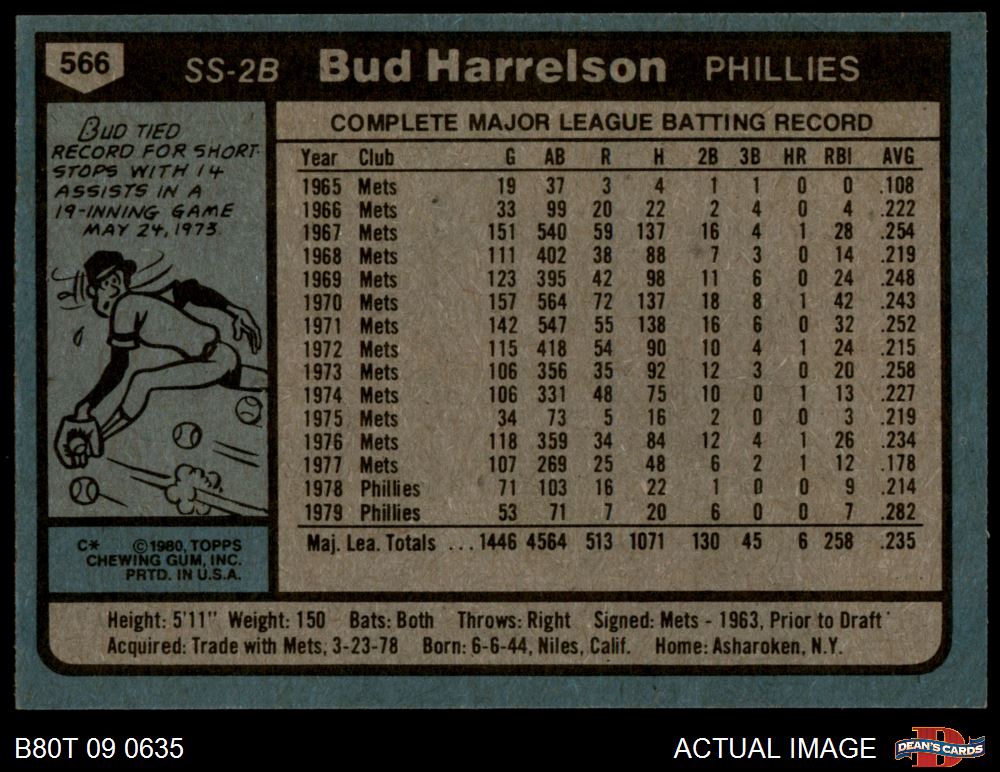 566 SS-2B Bud Harrelson PHILLIES
BUD TIED
RECORD FOR SHORT-
STOPS WITH 14
ASSISTS IN A
19-INNING GAME
MAY 24, 1973.
C* ©1980, TOPPS
CHEWING GUM, INC.
PRTD. IN U.S.A.
COMPLETE MAJOR LEAGUE BATTING RECORD
Year Club G AB R H 2B 3B HR RBI AVG
1965 Mets 19 37 3 4 1 1 0 0 .108
1966 Mets 33 99 20 22 2 4 0 4 .222
1967 Mets 151 540 59 137 16 4 1 28 .254
1968 Mets 111 402 38 88 7 3 0 14 .219
1969 Mets 123 395 42 98 11 6 0 24 .248
1970 Mets 157 564 72 137 18 8 1 42 .243
1971 Mets 142 547 55 138 16 6 0 32 .252
1972 Mets 115 418 54 90 10 4 1 24 .215
1973 Mets 106 356 35 92 12 3 0 20 .258
1974 Mets 106 331 48 75 10 0 1 13 .227
1975 Mets 34 73 5 16 2 0 0 3 .219
1976 Mets 118 359 34 84 12 4 1 26 .234
1977 Mets 107 269 25 48 6 2 1 12 .178
1978 Phillies 71 103 16 22 1 0 0 9 .214
1979 Phillies 53 71 7 20 6 0 0 7 .282
Maj. Lea. Totals ... 1446 4564 513 1071 130 45 6 258 .235
Height: 5'11" Weight: 150 Bats: Both Throws: Right Signed: Mets - 1963, Prior to Draft
Acquired: Trade with Mets, 3-23-78 Born: 6-6-44, Niles, Calif. Home: Asharoken, N.Y.
B80T 09 0635 ACTUAL IMAGE D DEAN'S CARDS